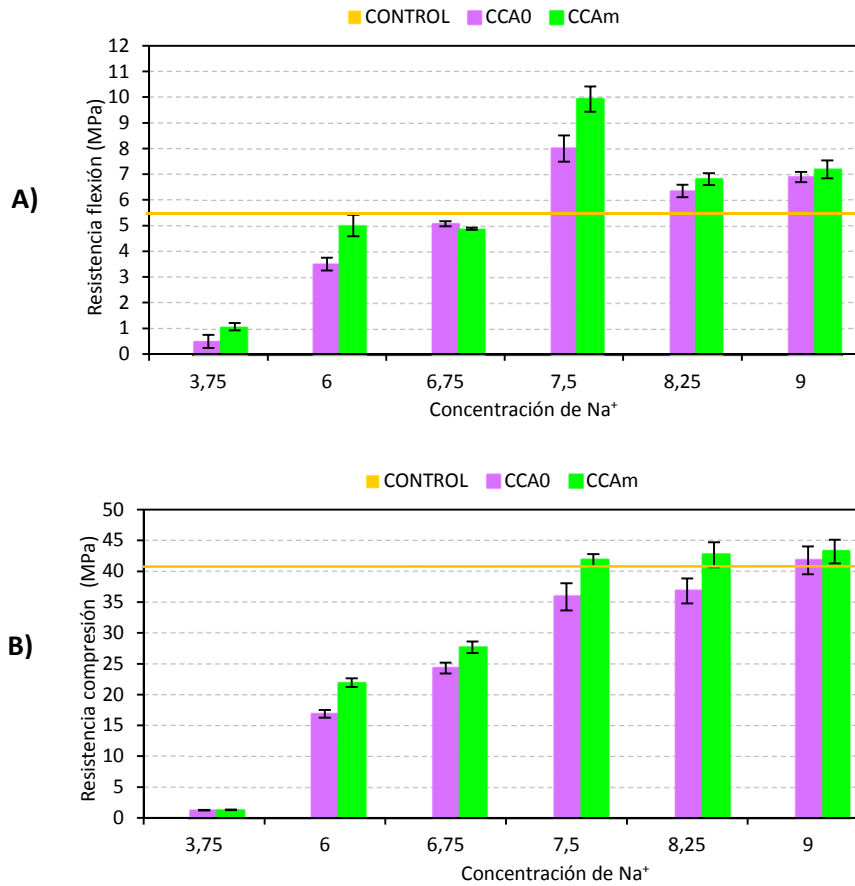 CONTROL CCA0 CCAm
A)
Resistencia flexión (MPa)
12
11
10
9
8
7
6
5
4
3
2
1
0
3,75 6 6,75 7,5 8,25 9
Concentración de Na⁺
CONTROL CCA0 CCAm
B)
Resistencia compresión (MPa)
50
45
40
35
30
25
20
15
10
5
0
3,75 6 6,75 7,5 8,25 9
Concentración de Na⁺